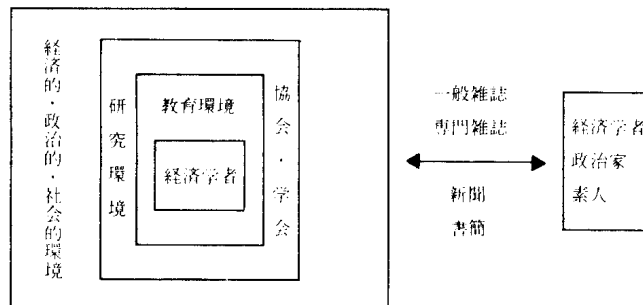 経済的・政治的・社会的環境
研究環境
教育環境
経済学者
協会・学会
一般雑誌
専門雑誌
新聞
書簡
経済学者
政治家
素人